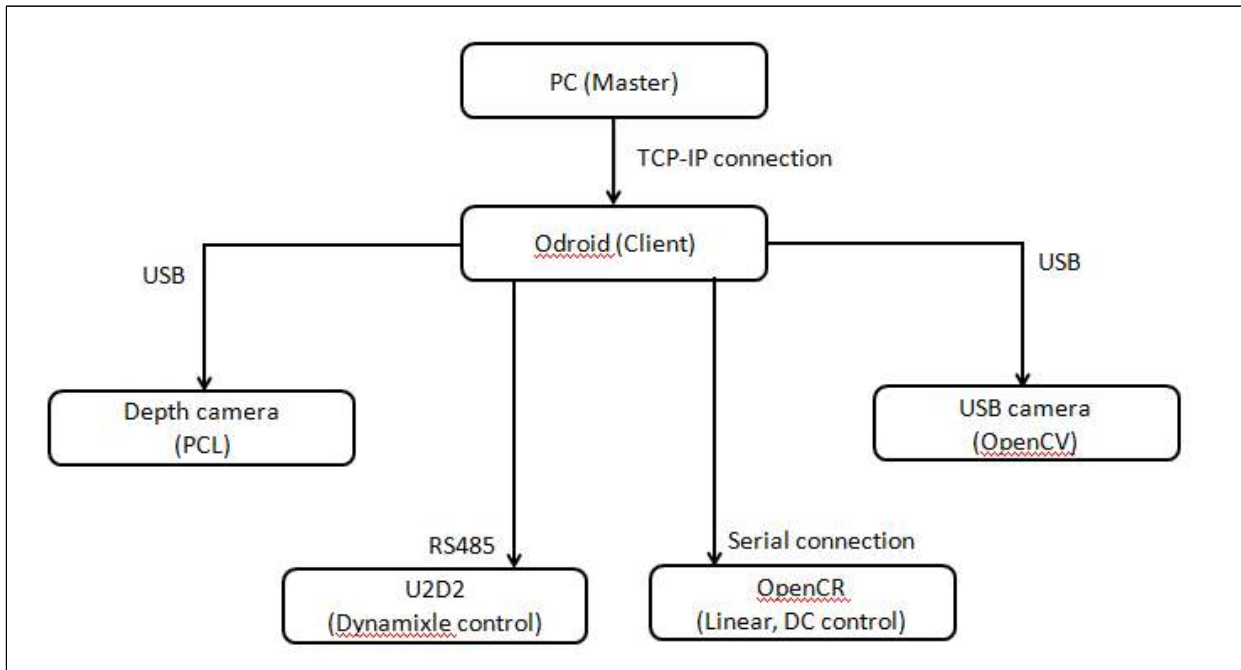 PC (Master)
TCP-IP connection
Odroid (Client)
USB
USB
Depth camera
(PCL)
USB camera
(OpenCV)
RS485
Serial connection
U2D2
(Dynamixle control)
OpenCR
(Linear, DC control)